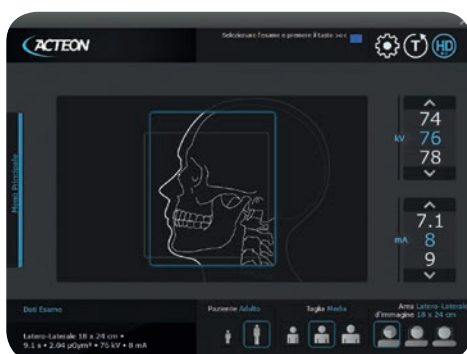 ACTEON
Selezionare l'esame e premere il tasto >o<
T
HD
74
kV 76
78
Menù Principale
7.1
mA 8
9
Dati Esame
Paziente Adulto
Taglia Media
Area Latero-Laterale
d'immagine 18 x 24 cm
Latero-Laterale 18 x 24 cm •
9.1 s • 2.04 µGym² • 76 kV • 8 mA